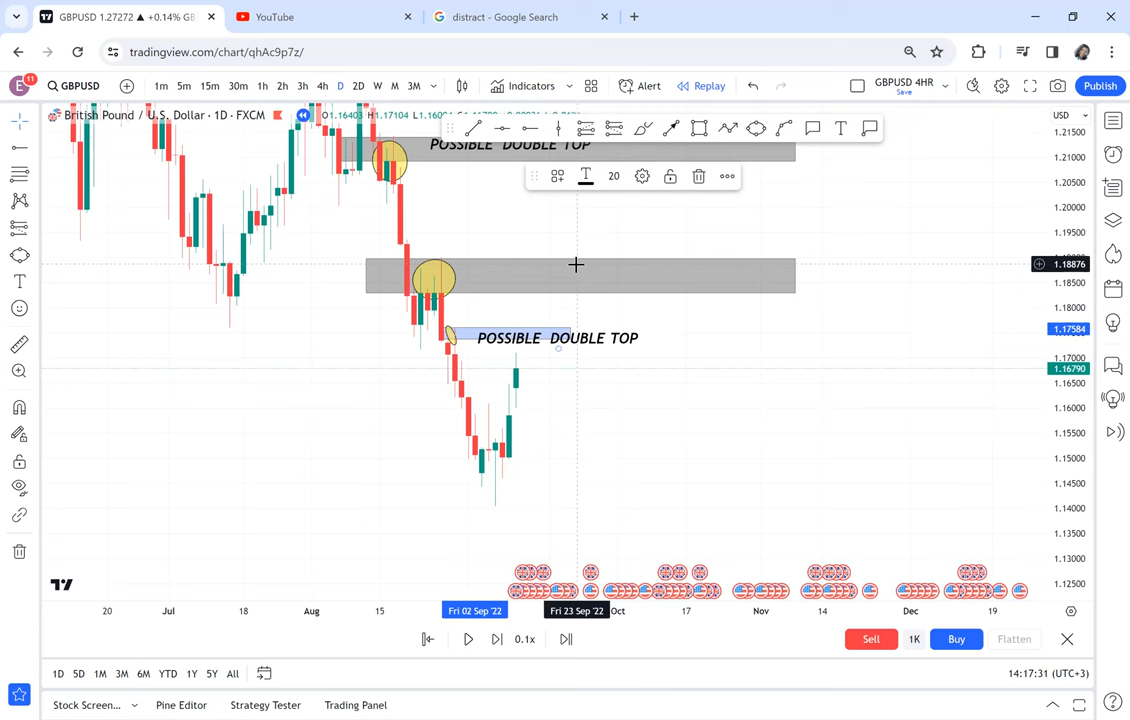 GBPUSD 1.27272 ▲ +0.14% GB
YouTube
distract - Google Search
tradingview.com/chart/qhAc9p7z/
E
11
GBPUSD
1m 5m 15m 30m 1h 2h 3h 4h D 2D W M 3M
Indicators
Alert
Replay
GBPUSD 4HR
Save
Publish
British Pound / U.S. Dollar · 1D · FXCM
O1.16403 H1.17104
USD
POSSIBLE DOUBLE TOP
T 20
POSSIBLE DOUBLE TOP
1.21500
1.21000
1.20500
1.20000
1.19500
1.18876
1.18500
1.18000
1.17584
1.17000
1.16790
1.16500
1.16000
1.15500
1.15000
1.14500
1.14000
1.13500
1.13000
1.12500
20 Jul 18 Aug 15 Fri 02 Sep '22 Fri 23 Sep '22 Oct 17 Nov 14 Dec 19
0.1x
Sell 1K Buy Flatten
1D 5D 1M 3M 6M YTD 1Y 5Y All
14:17:31 (UTC+3)
Stock Screen... Pine Editor Strategy Tester Trading Panel